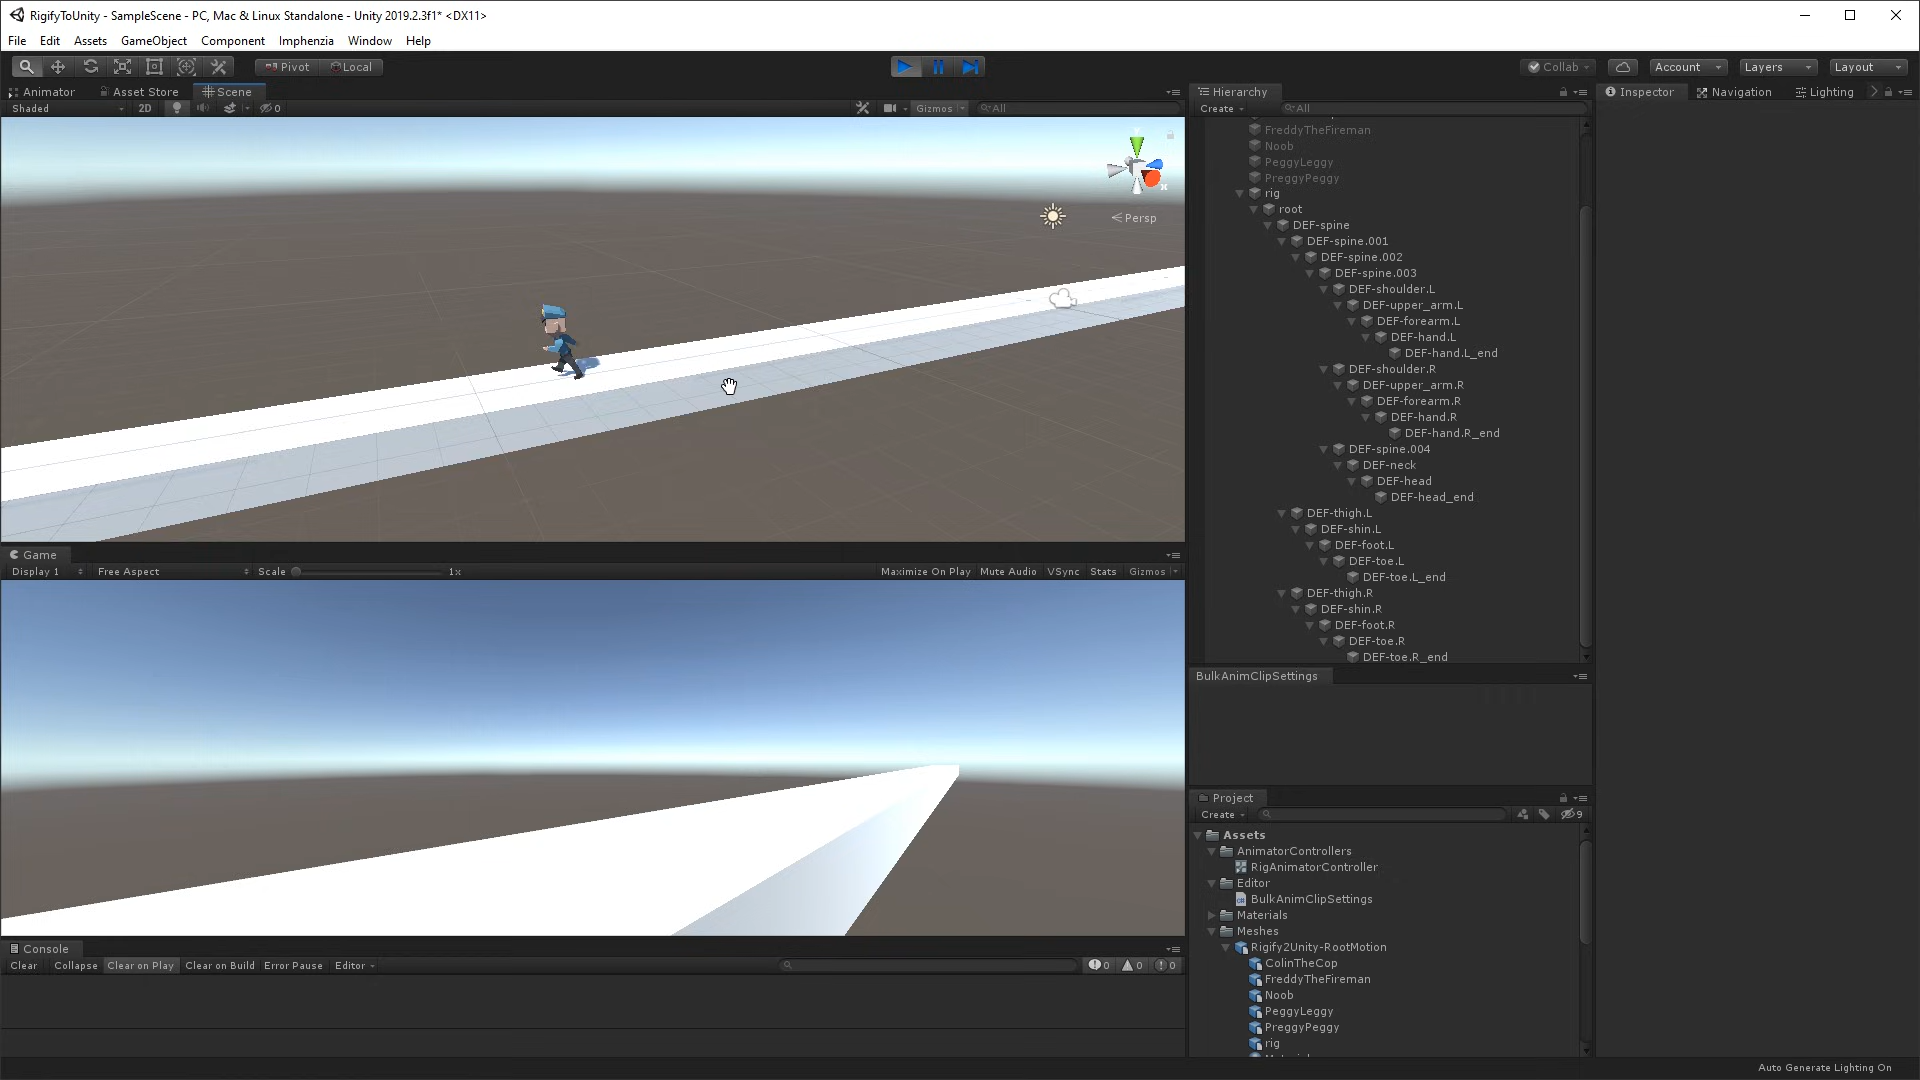 RigifyToUnity - SampleScene - PC, Mac & Linux Standalone - Unity 2019.2.3f1* <DX11>
File Edit Assets GameObject Component Imphenzia Window Help
Pivot Local Collab Account Layers Layout
Animator Asset Store Scene
Shaded 2D 0 Gizmos All
Y
x
Persp
Game
Display 1 Free Aspect Scale 1x Maximize On Play Mute Audio VSync Stats Gizmos
Console
Clear Collapse Clear on Play Clear on Build Error Pause Editor 0 0 0
Hierarchy
Create All
FreddyTheFireman
Noob
PeggyLeggy
PreggyPeggy
rig
root
DEF-spine
DEF-spine.001
DEF-spine.002
DEF-spine.003
DEF-shoulder.L
DEF-upper_arm.L
DEF-forearm.L
DEF-hand.L
DEF-hand.L_end
DEF-shoulder.R
DEF-upper_arm.R
DEF-forearm.R
DEF-hand.R
DEF-hand.R_end
DEF-spine.004
DEF-neck
DEF-head
DEF-head_end
DEF-thigh.L
DEF-shin.L
DEF-foot.L
DEF-toe.L
DEF-toe.L_end
DEF-thigh.R
DEF-shin.R
DEF-foot.R
DEF-toe.R
DEF-toe.R_end
BulkAnimClipSettings
Project
Create 9
Assets
AnimatorControllers
RigAnimatorController
Editor
BulkAnimClipSettings
Materials
Meshes
Rigify2Unity-RootMotion
ColinTheCop
FreddyTheFireman
Noob
PeggyLeggy
PreggyPeggy
rig
Inspector Navigation Lighting
Auto Generate Lighting On